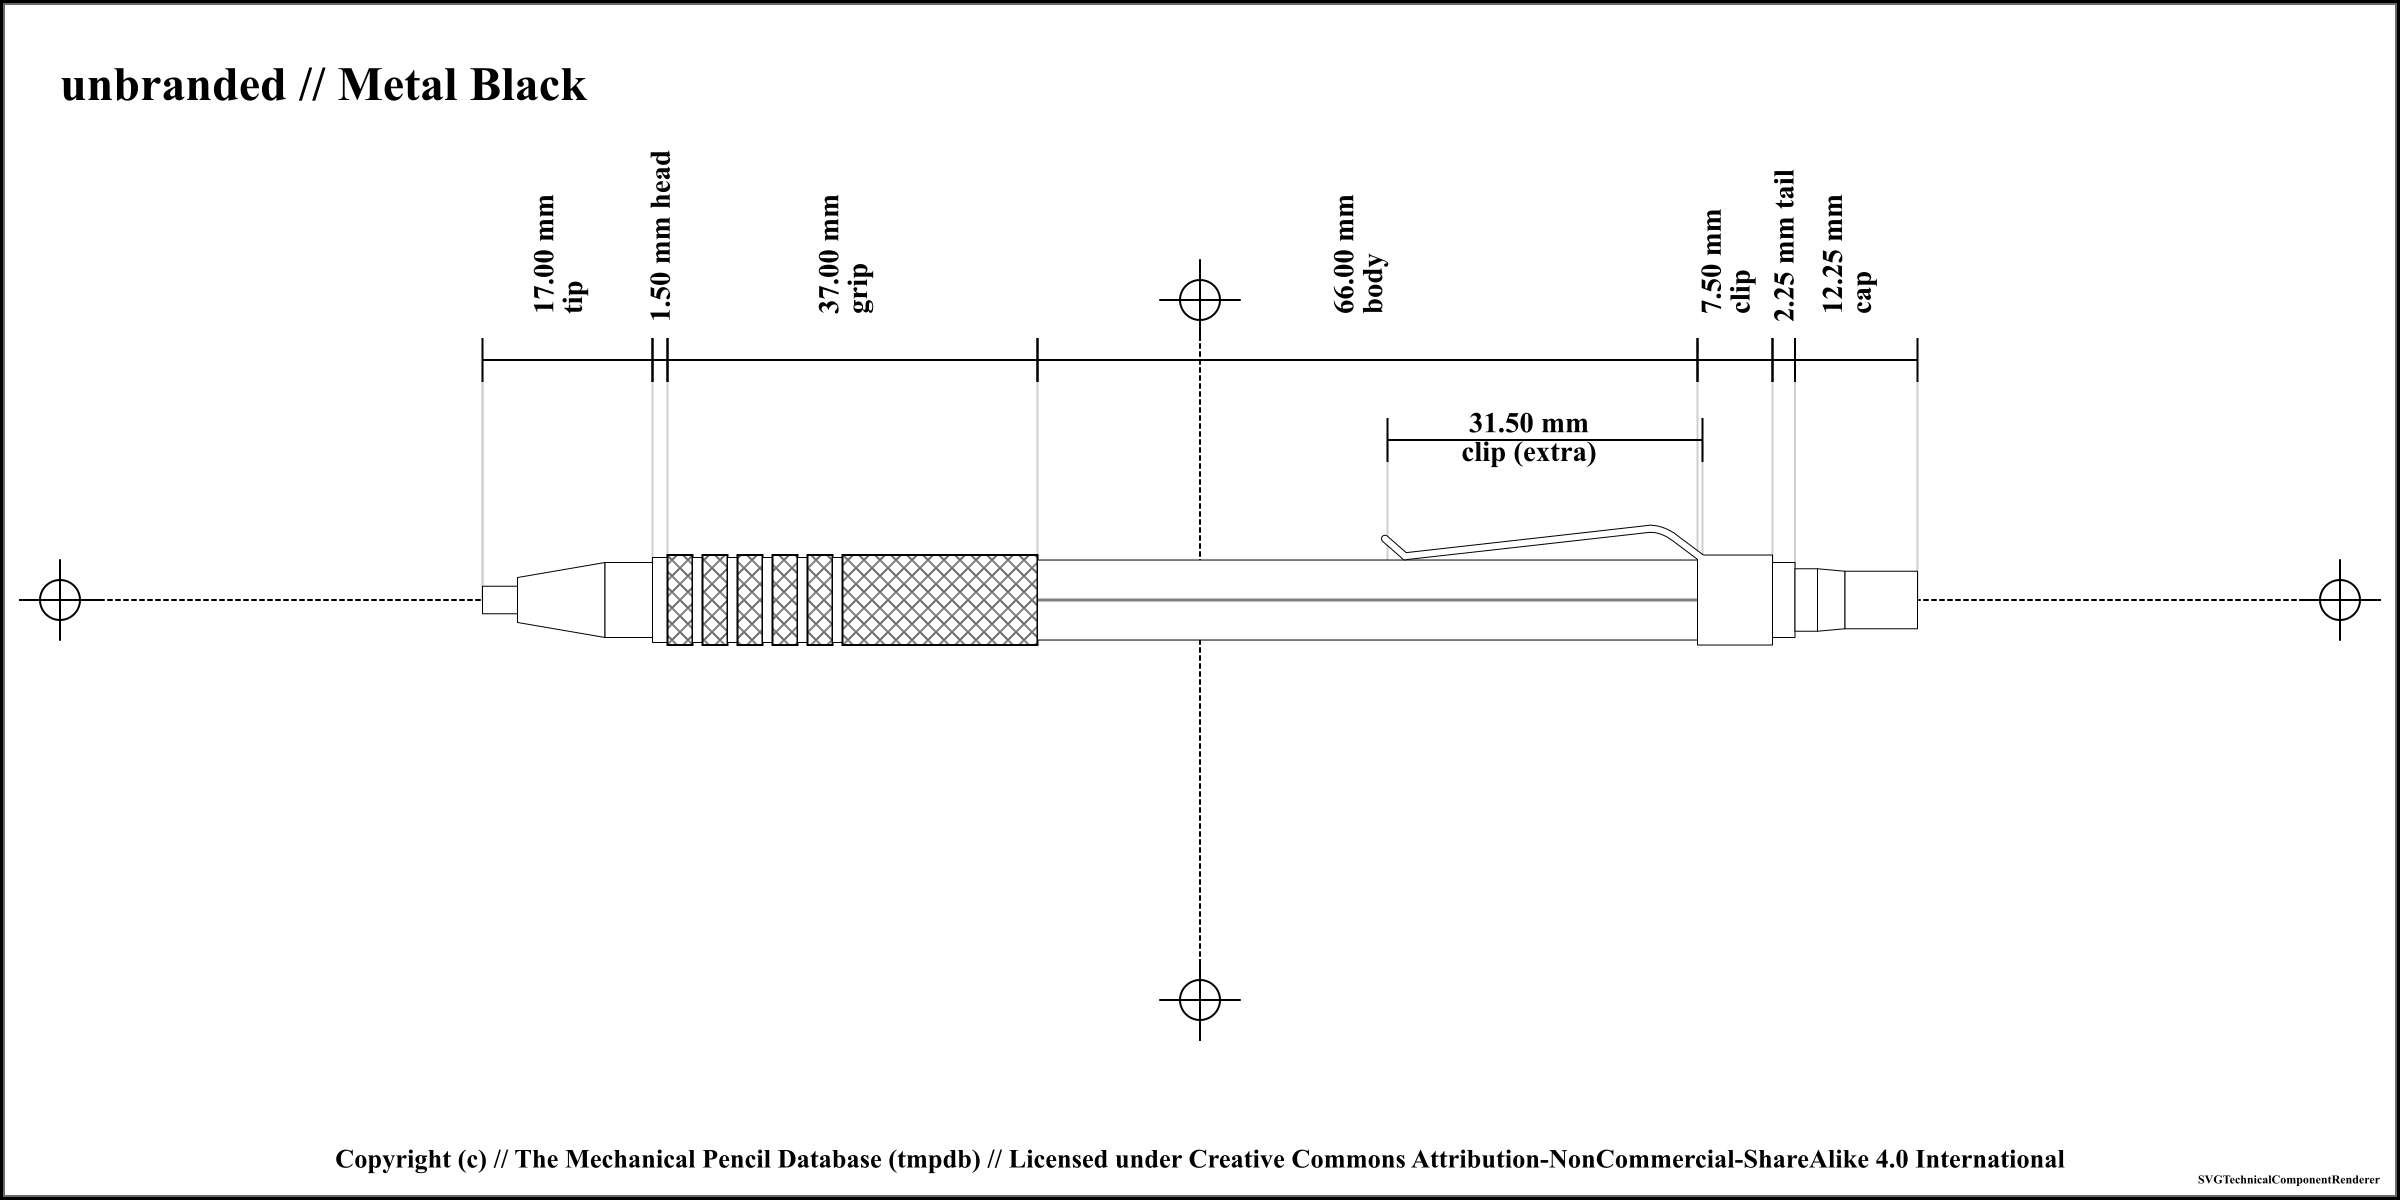 unbranded // Metal Black
17.00 mm
tip
1.50 mm head
37.00 mm
grip
66.00 mm
body
7.50 mm
clip
2.25 mm tail
12.25 mm
cap
31.50 mm
clip (extra)
Copyright (c) // The Mechanical Pencil Database (tmpdb) // Licensed under Creative Commons Attribution-NonCommercial-ShareAlike 4.0 International
SVGTechnicalComponentRenderer